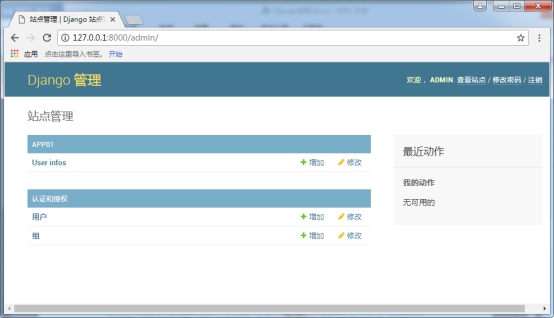 站点管理 | Django 站点
127.0.0.1:8000/admin/
应用 点击这里导入书签。 开始
Django 管理
欢迎， ADMIN. 查看站点 / 修改密码 / 注销
站点管理
APP01
User infos 增加 修改
认证和授权
用户 增加 修改
组 增加 修改
最近动作
我的动作
无可用的